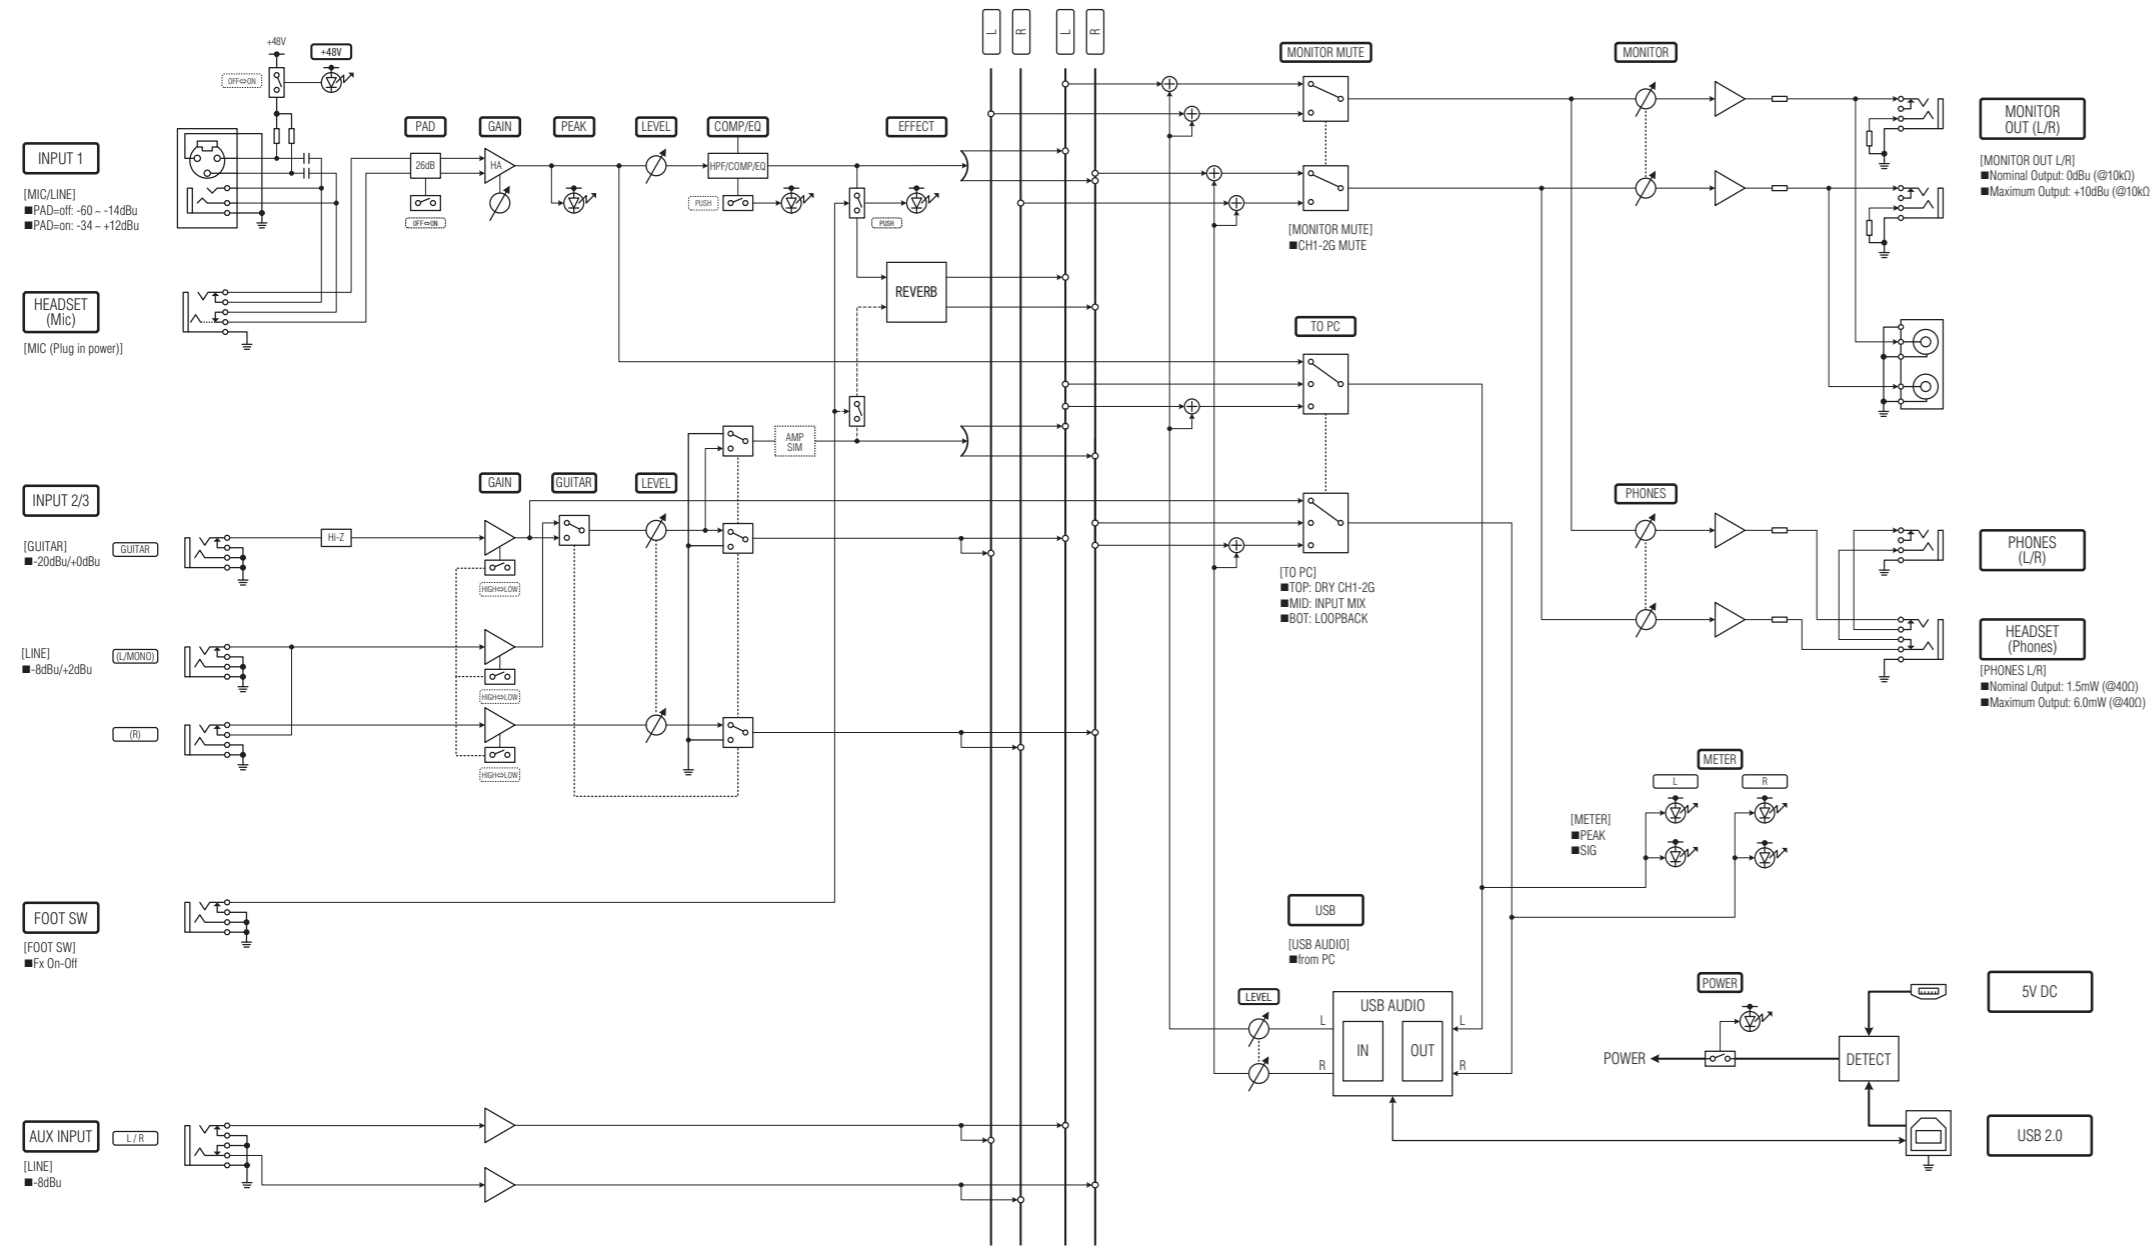 L
R
L
R
+48V
+48V
OFF⇔ON
MONITOR MUTE
MONITOR
INPUT 1
PAD
GAIN
PEAK
LEVEL
COMP/EQ
EFFECT
26dB
HA
HPF/COMP/EQ
PUSH
OFF⇔ON
PUSH
[MIC/LINE]
■PAD=off: -60 ~ -14dBu
■PAD=on: -34 ~ +12dBu
MONITOR
OUT (L/R)
[MONITOR OUT L/R]
■Nominal Output: 0dBu (@10kΩ)
■Maximum Output: +10dBu (@10kΩ
[MONITOR MUTE]
■CH1-2G MUTE
HEADSET
(Mic)
[MIC (Plug in power)]
REVERB
TO PC
AMP
SIM
INPUT 2/3
GAIN
GUITAR
LEVEL
PHONES
[GUITAR]
■-20dBu/+0dBu
GUITAR
Hi-Z
HIGH⇔LOW
PHONES
(L/R)
[TO PC]
■TOP: DRY CH1-2G
■MID: INPUT MIX
■BOT: LOOPBACK
[LINE]
■-8dBu/+2dBu
(L/MONO)
HIGH⇔LOW
HEADSET
(Phones)
[PHONES L/R]
■Nominal Output: 1.5mW (@40Ω)
■Maximum Output: 6.0mW (@40Ω)
(R)
HIGH⇔LOW
METER
L
R
[METER]
■PEAK
■SIG
FOOT SW
[FOOT SW]
■Fx On-Off
USB
[USB AUDIO]
■from PC
LEVEL
USB AUDIO
L
IN
OUT
L
R
R
POWER
5V DC
POWER
DETECT
AUX INPUT
L / R
[LINE]
■-8dBu
USB 2.0